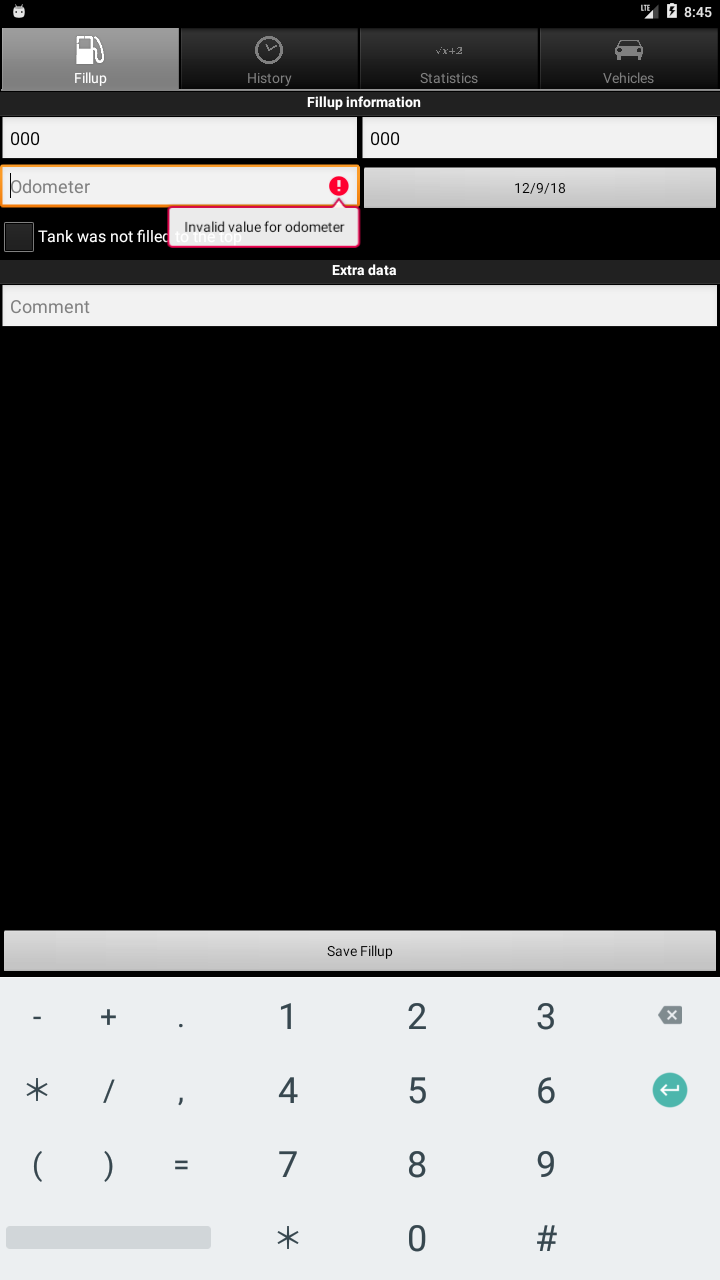 LTE 8:45
√x+2 
Fillup History Statistics Vehicles
Fillup information
000 000
Odometer 12/9/18
Invalid value for odometer
Tank was not filled to the top
Extra data
Comment
Save Fillup
- + . 1 2 3
* / , 4 5 6
( ) = 7 8 9
* 0 #